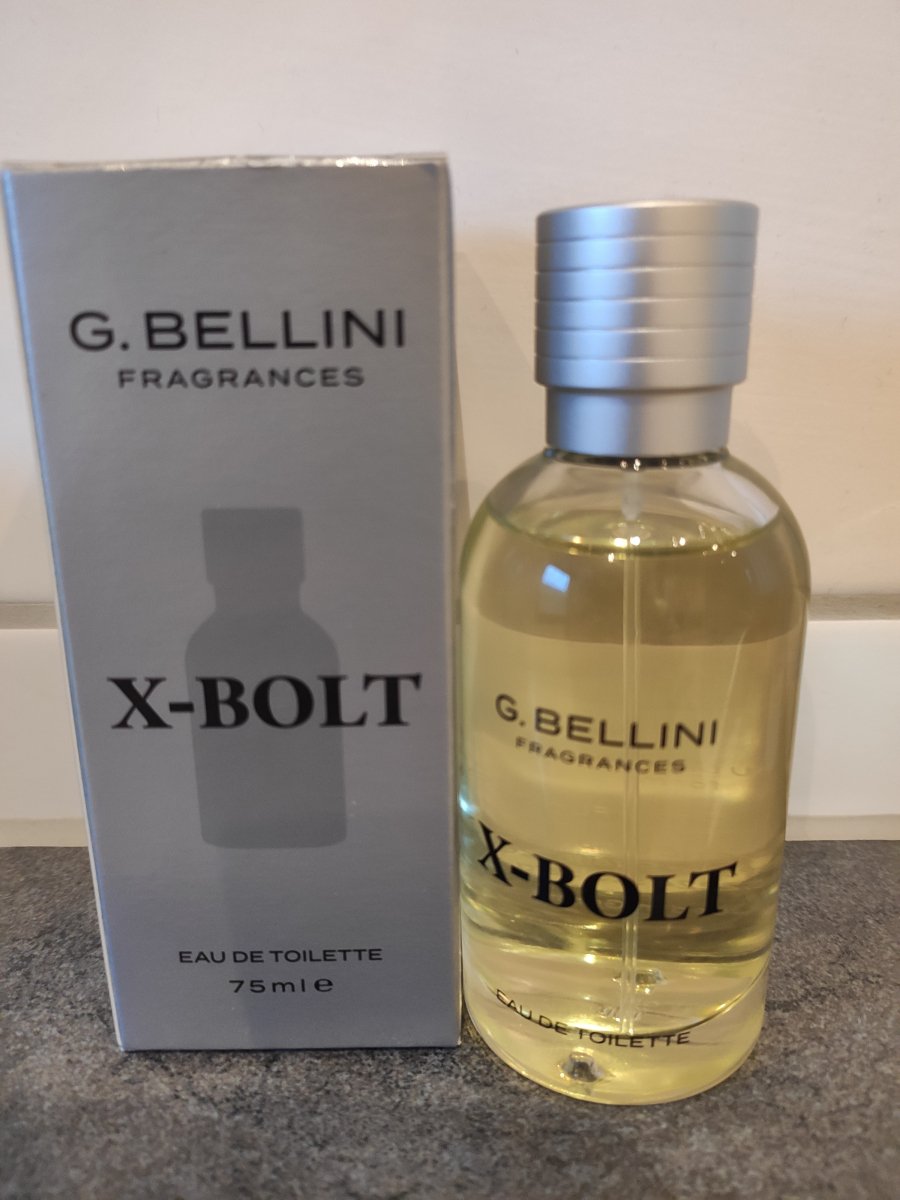 G. BELLINI
FRAGRANCES
X-BOLT
EAU DE TOILETTE
75ml e
G. BELLINI
FRAGRANCES
X-BOLT
EAU DE TOILETTE